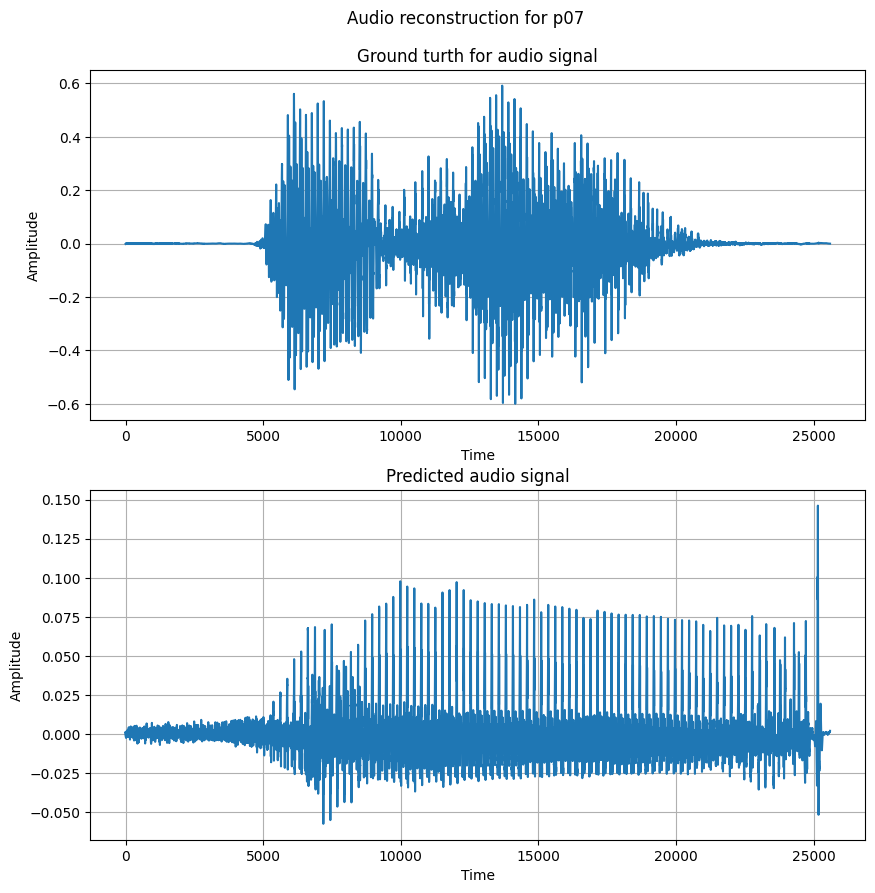 Audio reconstruction for p07
Ground turth for audio signal
0.6
0.4
0.2
0.0
−0.2
−0.4
−0.6
Amplitude
0 5000 10000 15000 20000 25000
Time
Predicted audio signal
0.150
0.125
0.100
0.075
0.050
0.025
0.000
−0.025
−0.050
Amplitude
0 5000 10000 15000 20000 25000
Time